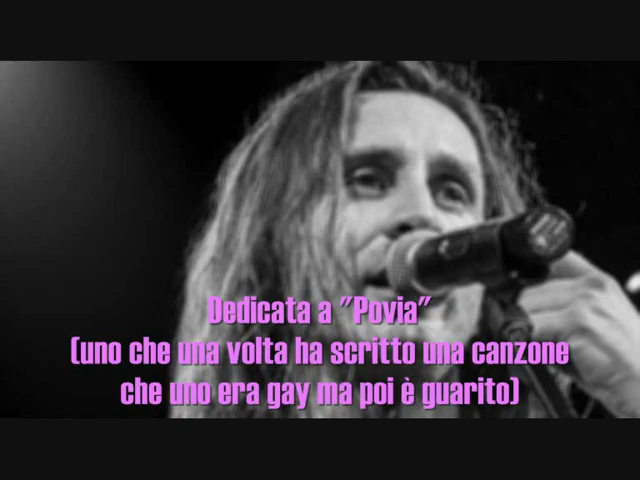 Dedicata a "Povia"
(uno che una volta ha scritto una canzone
che uno era gay ma poi è guarito)